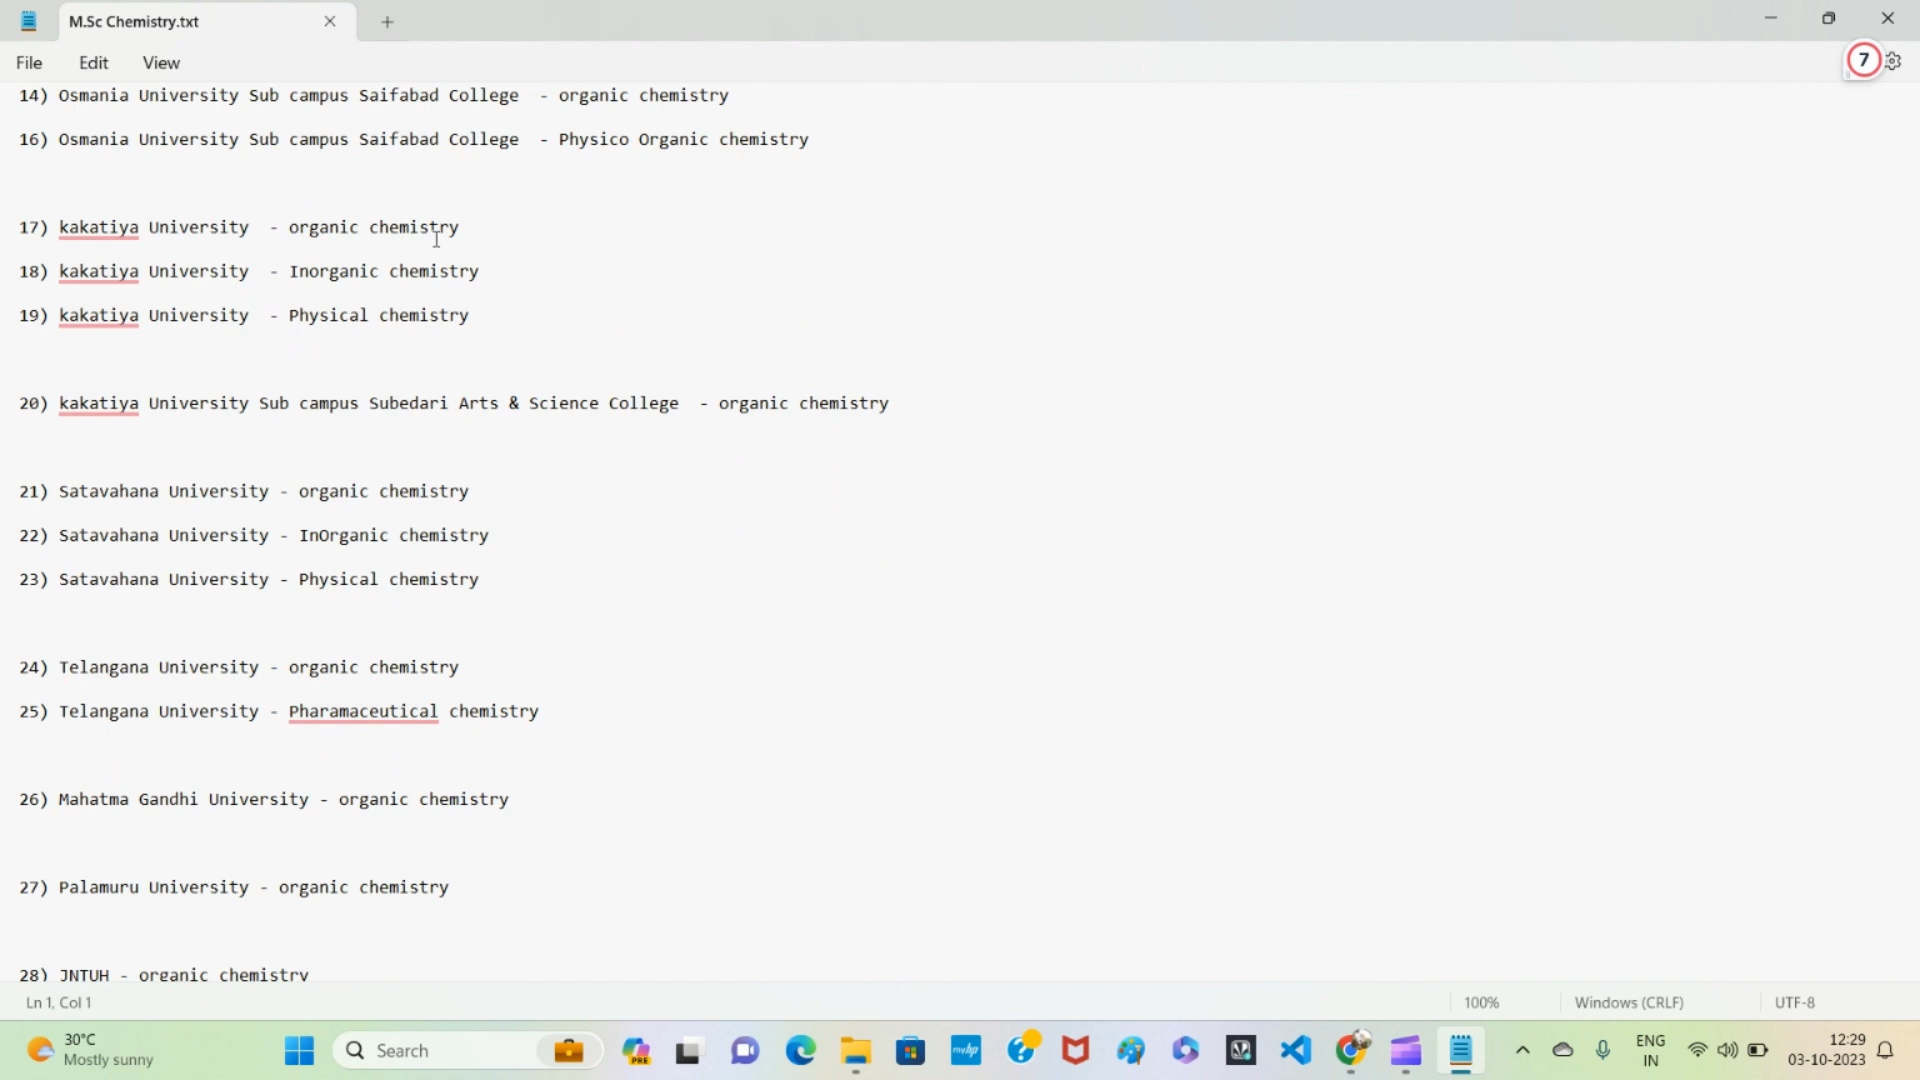 M.Sc Chemistry.txt
File Edit View
7
14) Osmania University Sub campus Saifabad College - organic chemistry
16) Osmania University Sub campus Saifabad College - Physico Organic chemistry
17) kakatiya University - organic chemistry
18) kakatiya University - Inorganic chemistry
19) kakatiya University - Physical chemistry
20) kakatiya University Sub campus Subedari Arts & Science College - organic chemistry
21) Satavahana University - organic chemistry
22) Satavahana University - InOrganic chemistry
23) Satavahana University - Physical chemistry
24) Telangana University - organic chemistry
25) Telangana University - Pharamaceutical chemistry
26) Mahatma Gandhi University - organic chemistry
27) Palamuru University - organic chemistry
28) JNTUH - organic chemistry
Ln 1, Col 1 100% Windows (CRLF) UTF-8
30°C
Mostly sunny
Search
PRE
myhp
ENG
IN
12:29
03-10-2023